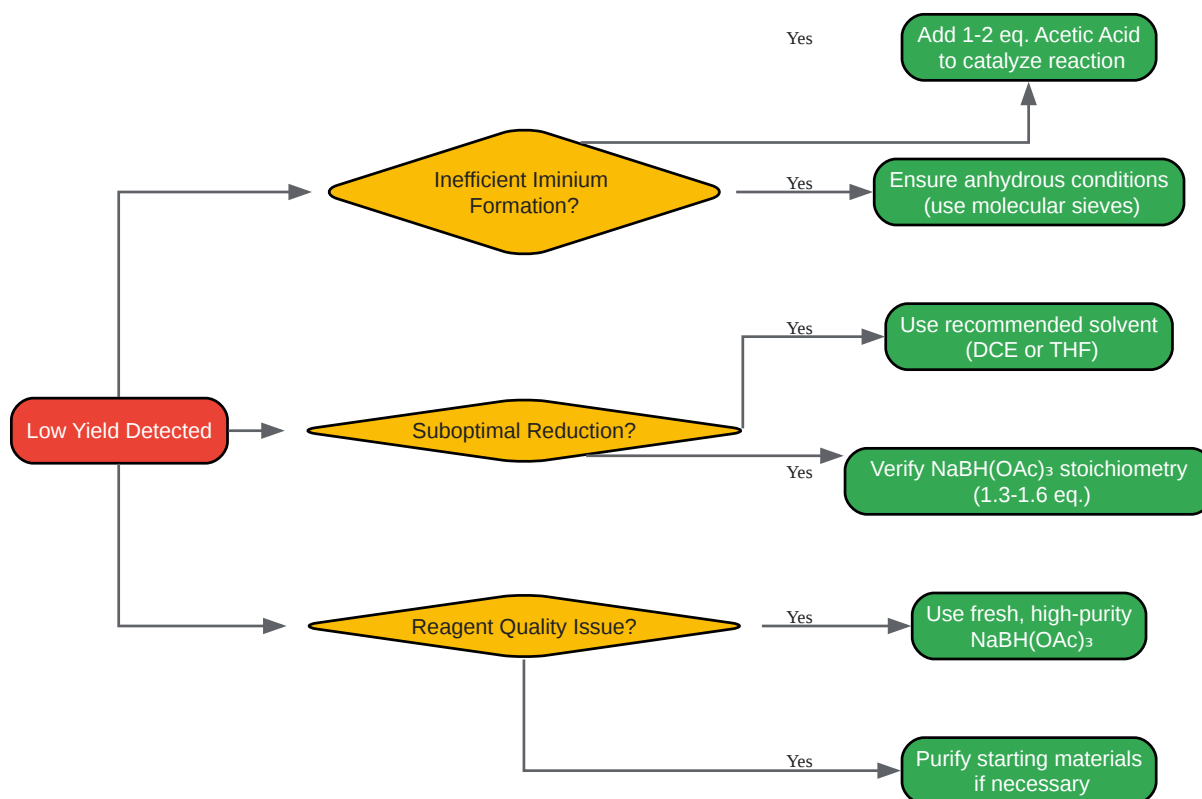 Yes
Add 1-2 eq. Acetic Acid
to catalyze reaction
Inefficient Iminium
Formation?
Yes
Ensure anhydrous conditions
(use molecular sieves)
Yes
Use recommended solvent
(DCE or THF)
Low Yield Detected
Suboptimal Reduction?
Yes
Verify NaBH(OAc)₃ stoichiometry
(1.3-1.6 eq.)
Reagent Quality Issue?
Yes
Use fresh, high-purity
NaBH(OAc)₃
Yes
Purify starting materials
if necessary